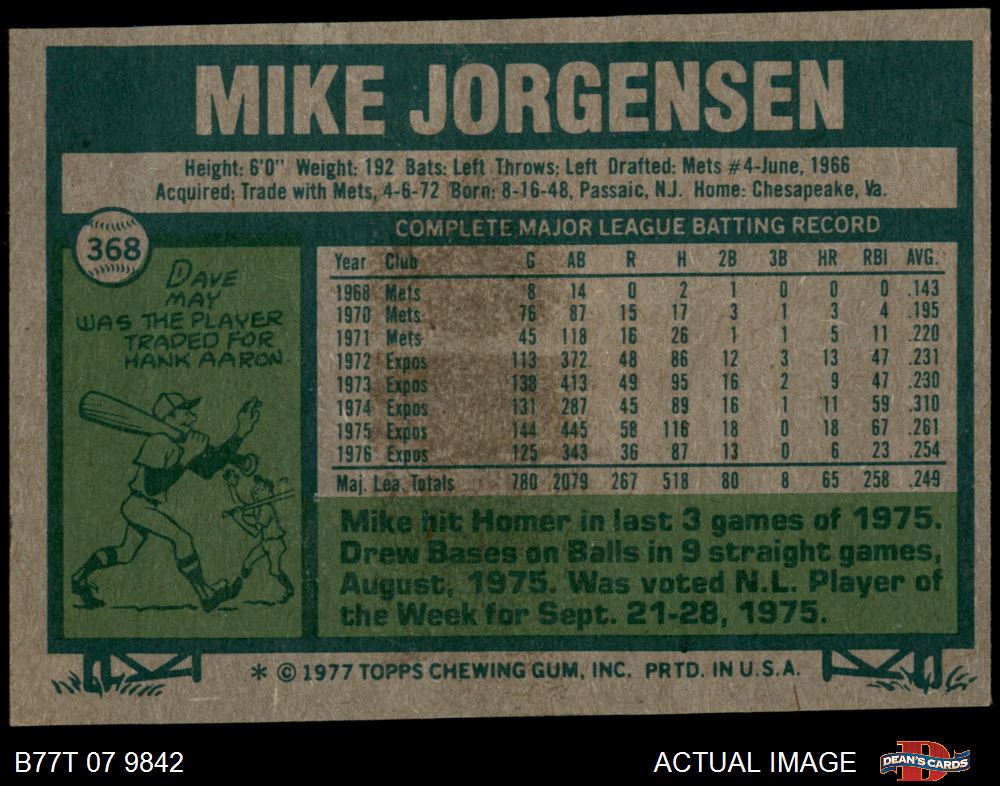 MIKE JORGENSEN
Height: 6'0" Weight: 192 Bats: Left Throws: Left Drafted: Mets #4-June, 1966
Acquired: Trade with Mets, 4-6-72 Born: 8-16-48, Passaic, N.J. Home: Chesapeake, Va.
368
DAVE
MAY
WAS THE PLAYER
TRADED FOR
HANK AARON
COMPLETE MAJOR LEAGUE BATTING RECORD
Year Club G AB R H 2B 3B HR RBI AVG.
1968 Mets 8 14 0 2 1 0 0 0 .143
1970 Mets 76 87 15 17 3 1 3 4 .195
1971 Mets 45 118 16 26 1 1 5 11 .220
1972 Expos 113 372 48 86 12 3 13 47 .231
1973 Expos 138 413 49 95 16 2 9 47 .230
1974 Expos 131 287 45 89 16 1 11 59 .310
1975 Expos 144 445 58 116 18 0 18 67 .261
1976 Expos 125 343 36 87 13 0 6 23 .254
Maj. Lea. Totals 780 2079 267 518 80 8 65 258 .249
Mike hit Homer in last 3 games of 1975.
Drew Bases on Balls in 9 straight games,
August, 1975. Was voted N.L. Player of
the Week for Sept. 21-28, 1975.
* © 1977 TOPPS CHEWING GUM, INC. PRTD. IN U.S.A.
B77T 07 9842
ACTUAL IMAGE
D
DEAN'S CARDS